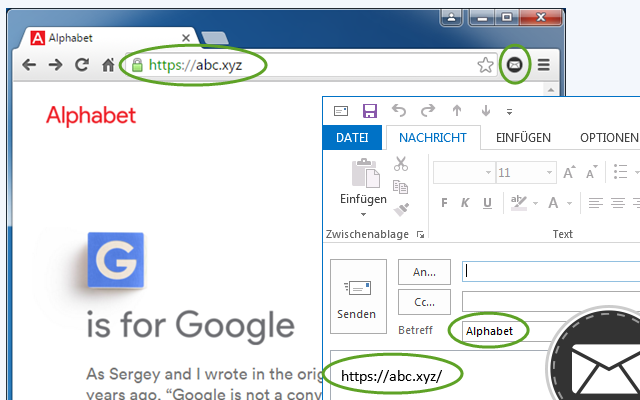 Alphabet
https://abc.xyz
Alphabet
G
is for Google
As Sergey and I wrote in the orig
years ago, “Google is not a conv
DATEI NACHRICHT EINFÜGEN OPTIONEN
Einfügen
11
F K U ab A
Zwischenablage Text
Senden
An...
Cc...
Betreff Alphabet
https://abc.xyz/